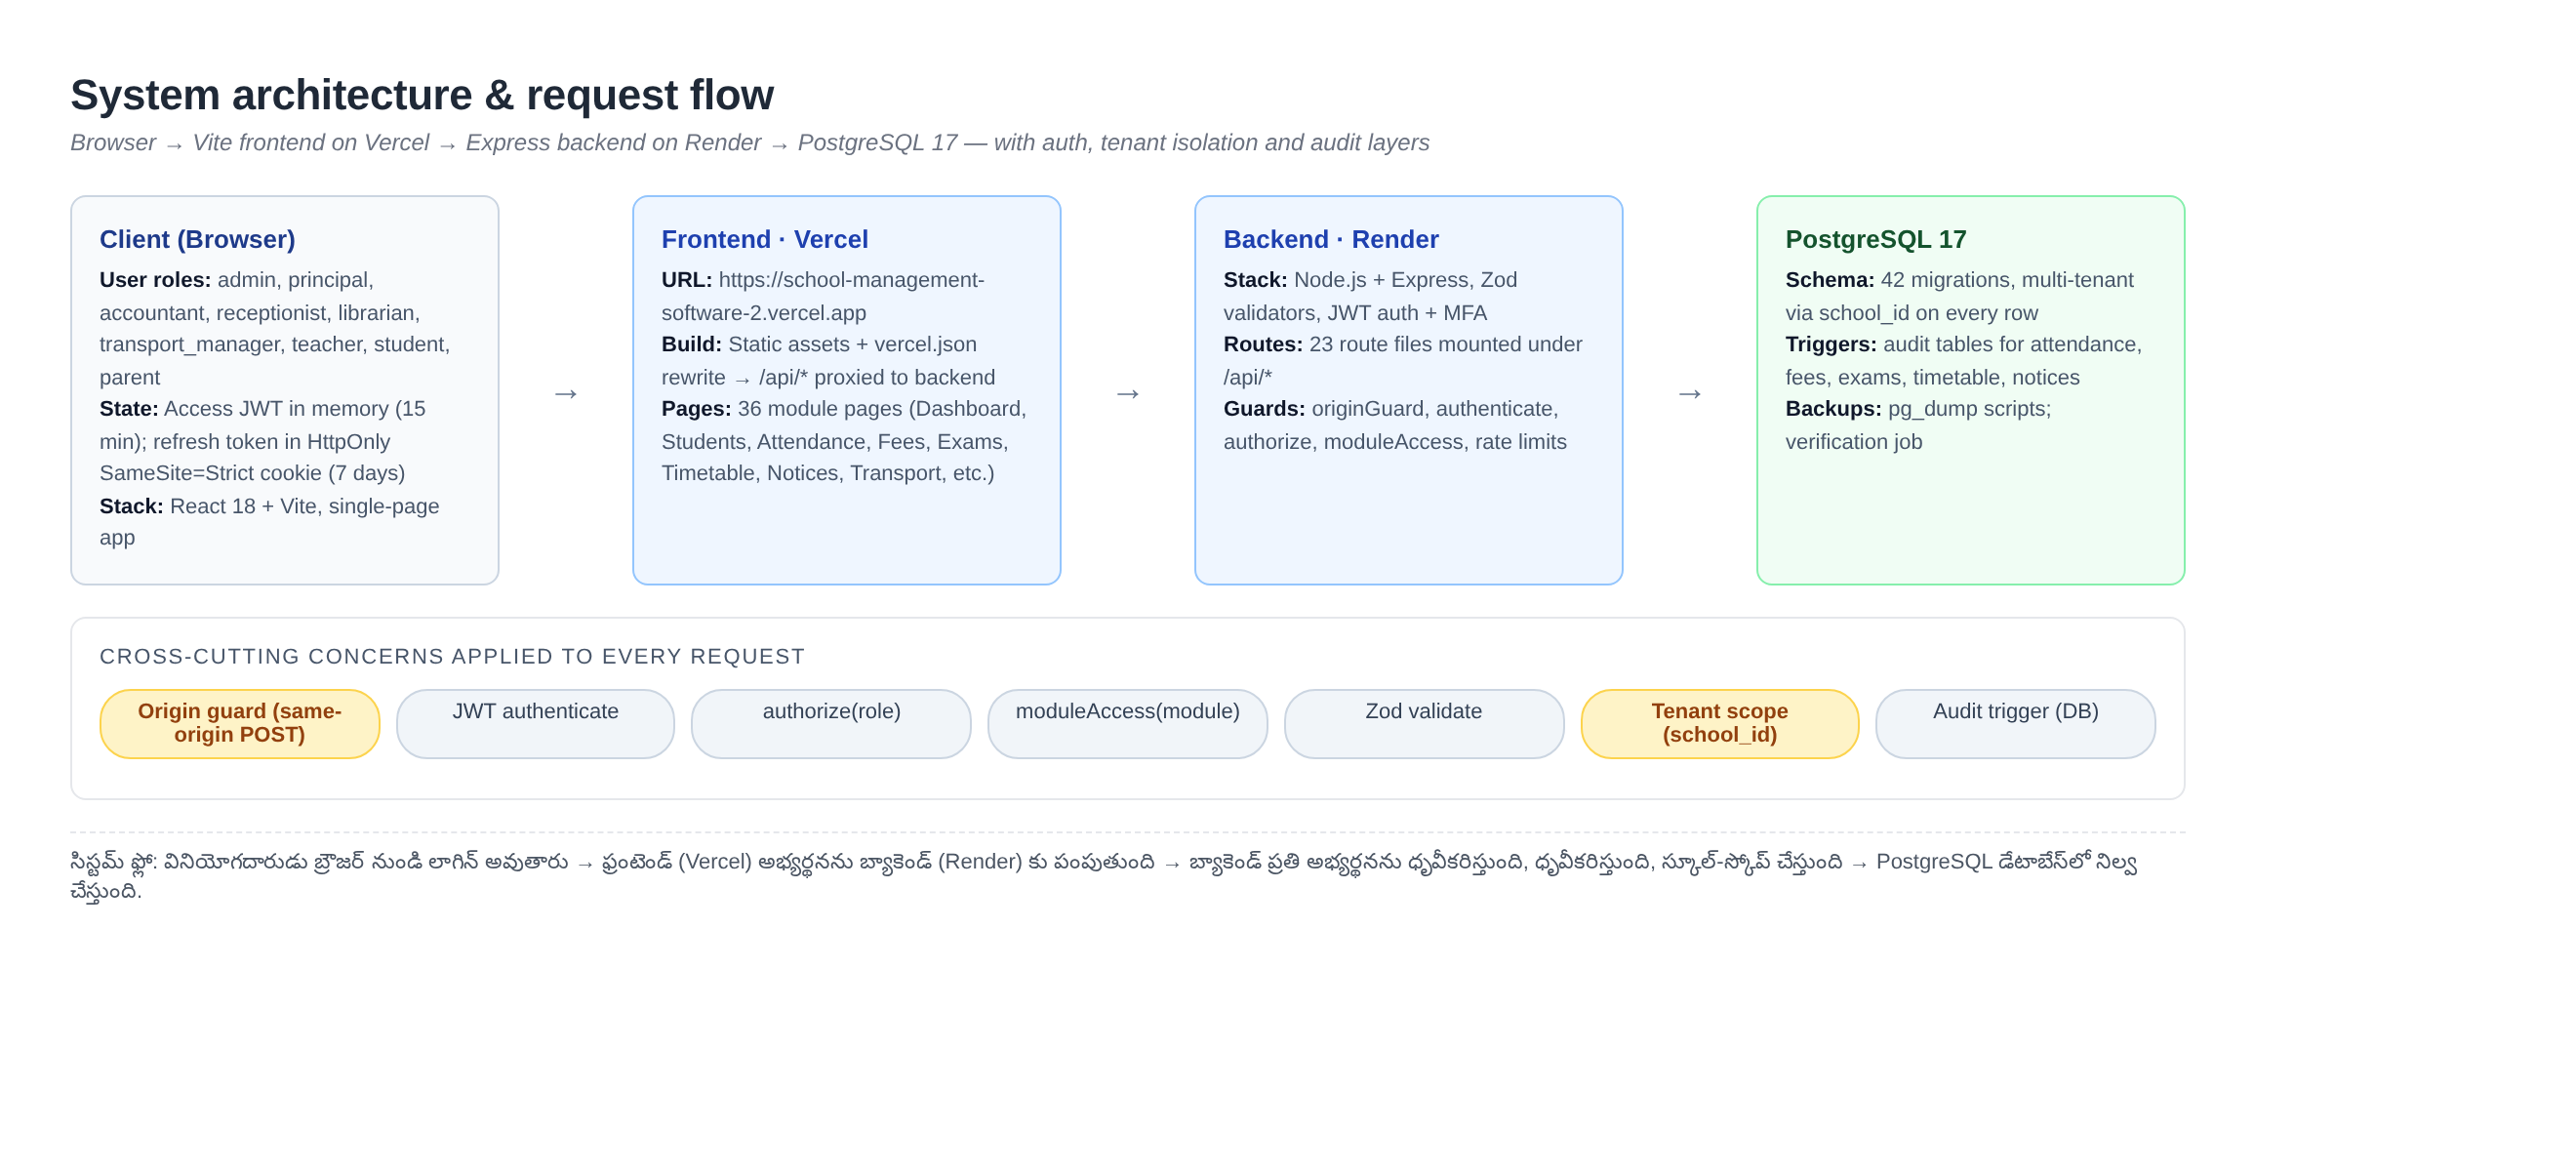 System architecture & request flow
Browser → Vite frontend on Vercel → Express backend on Render → PostgreSQL 17 — with auth, tenant isolation and audit layers
Client (Browser)
User roles: admin, principal,
accountant, receptionist, librarian,
transport_manager, teacher, student,
parent
State: Access JWT in memory (15
min); refresh token in HttpOnly
SameSite=Strict cookie (7 days)
Stack: React 18 + Vite, single-page
app
→
Frontend · Vercel
URL: https://school-management-
software-2.vercel.app
Build: Static assets + vercel.json
rewrite → /api/* proxied to backend
Pages: 36 module pages (Dashboard,
Students, Attendance, Fees, Exams,
Timetable, Notices, Transport, etc.)
→
Backend · Render
Stack: Node.js + Express, Zod
validators, JWT auth + MFA
Routes: 23 route files mounted under
/api/*
Guards: originGuard, authenticate,
authorize, moduleAccess, rate limits
→
PostgreSQL 17
Schema: 42 migrations, multi-tenant
via school_id on every row
Triggers: audit tables for attendance,
fees, exams, timetable, notices
Backups: pg_dump scripts;
verification job
CROSS-CUTTING CONCERNS APPLIED TO EVERY REQUEST
Origin guard (same-
origin POST)
JWT authenticate
authorize(role)
moduleAccess(module)
Zod validate
Tenant scope
(school_id)
Audit trigger (DB)
సిస్టమ్ ఫ్లో: వినియోగదారుడు బ్రౌజర్ నుండి లాగిన్ అవుతారు → ఫ్రంటెండ్ (Vercel) అభ్యర్థనను బ్యాకెండ్ (Render) కు పంపుతుంది → బ్యాకెండ్ ప్రతి అభ్యర్థనను ధృవీకరిస్తుంది, ధృవీకరిస్తుంది, స్కూల్-స్కోప్ చేస్తుంది → PostgreSQL డేటాబేస్‌లో నిల్వ
చేస్తుంది.